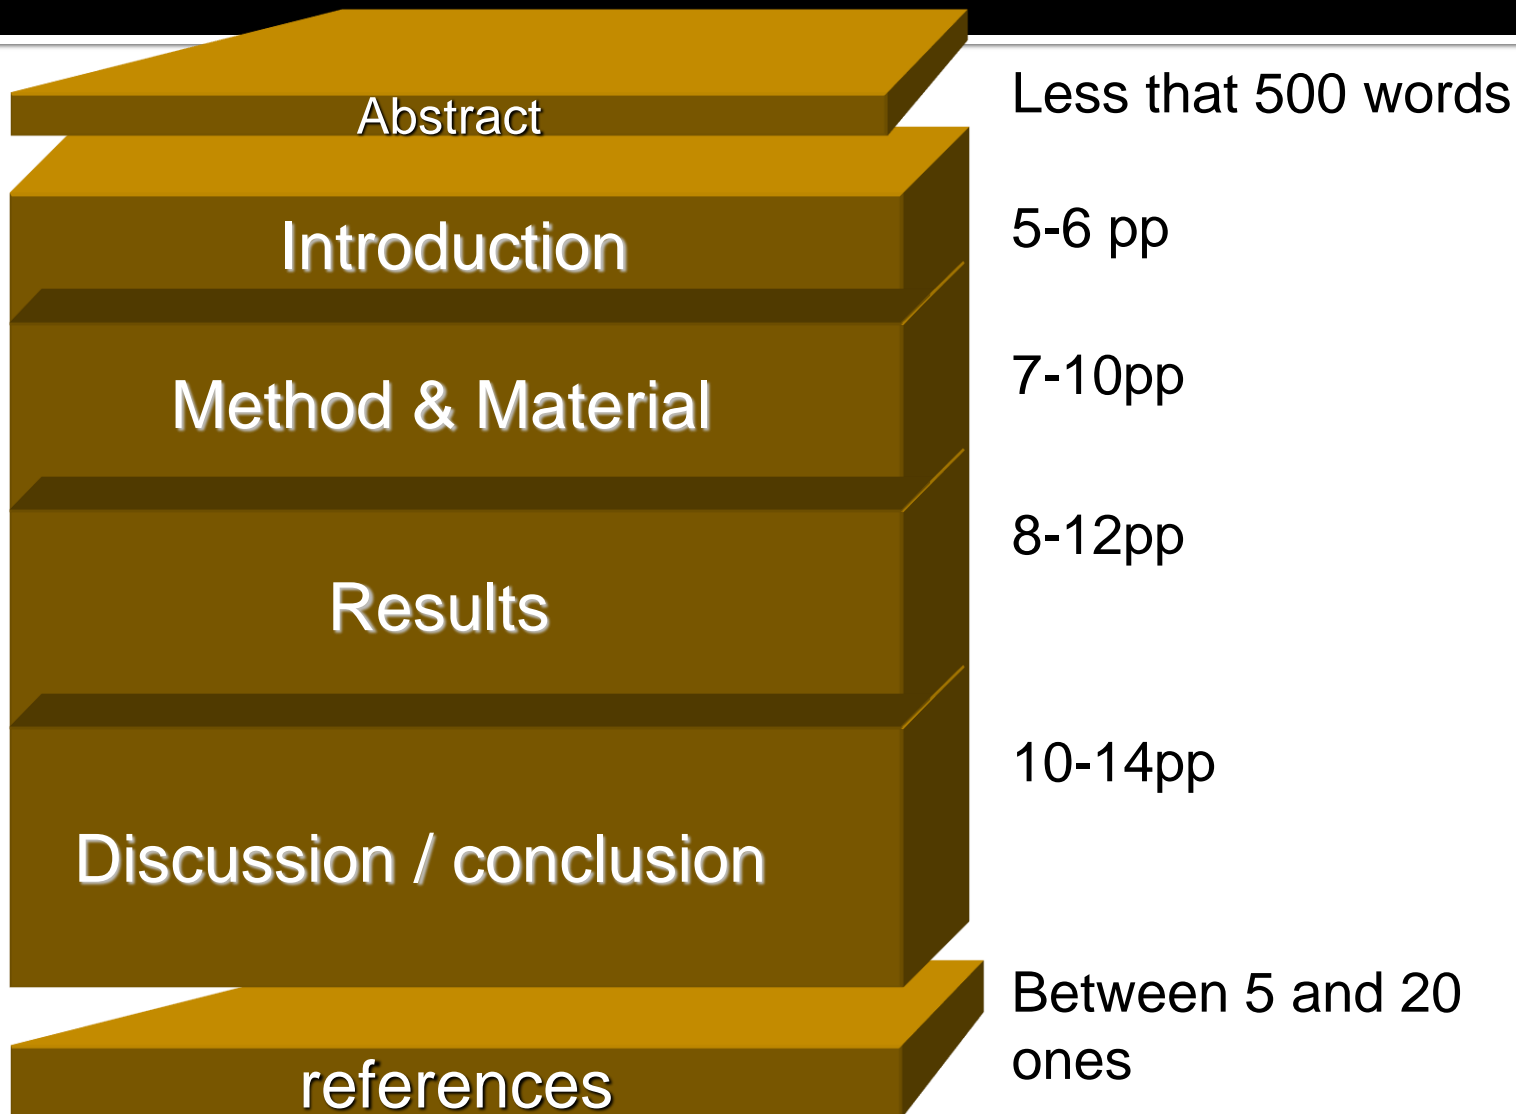 Abstract
Less that 500 words
Introduction
5-6 pp
Method & Material
7-10pp
Results
8-12pp
Discussion / conclusion
10-14pp
references
Between 5 and 20
ones